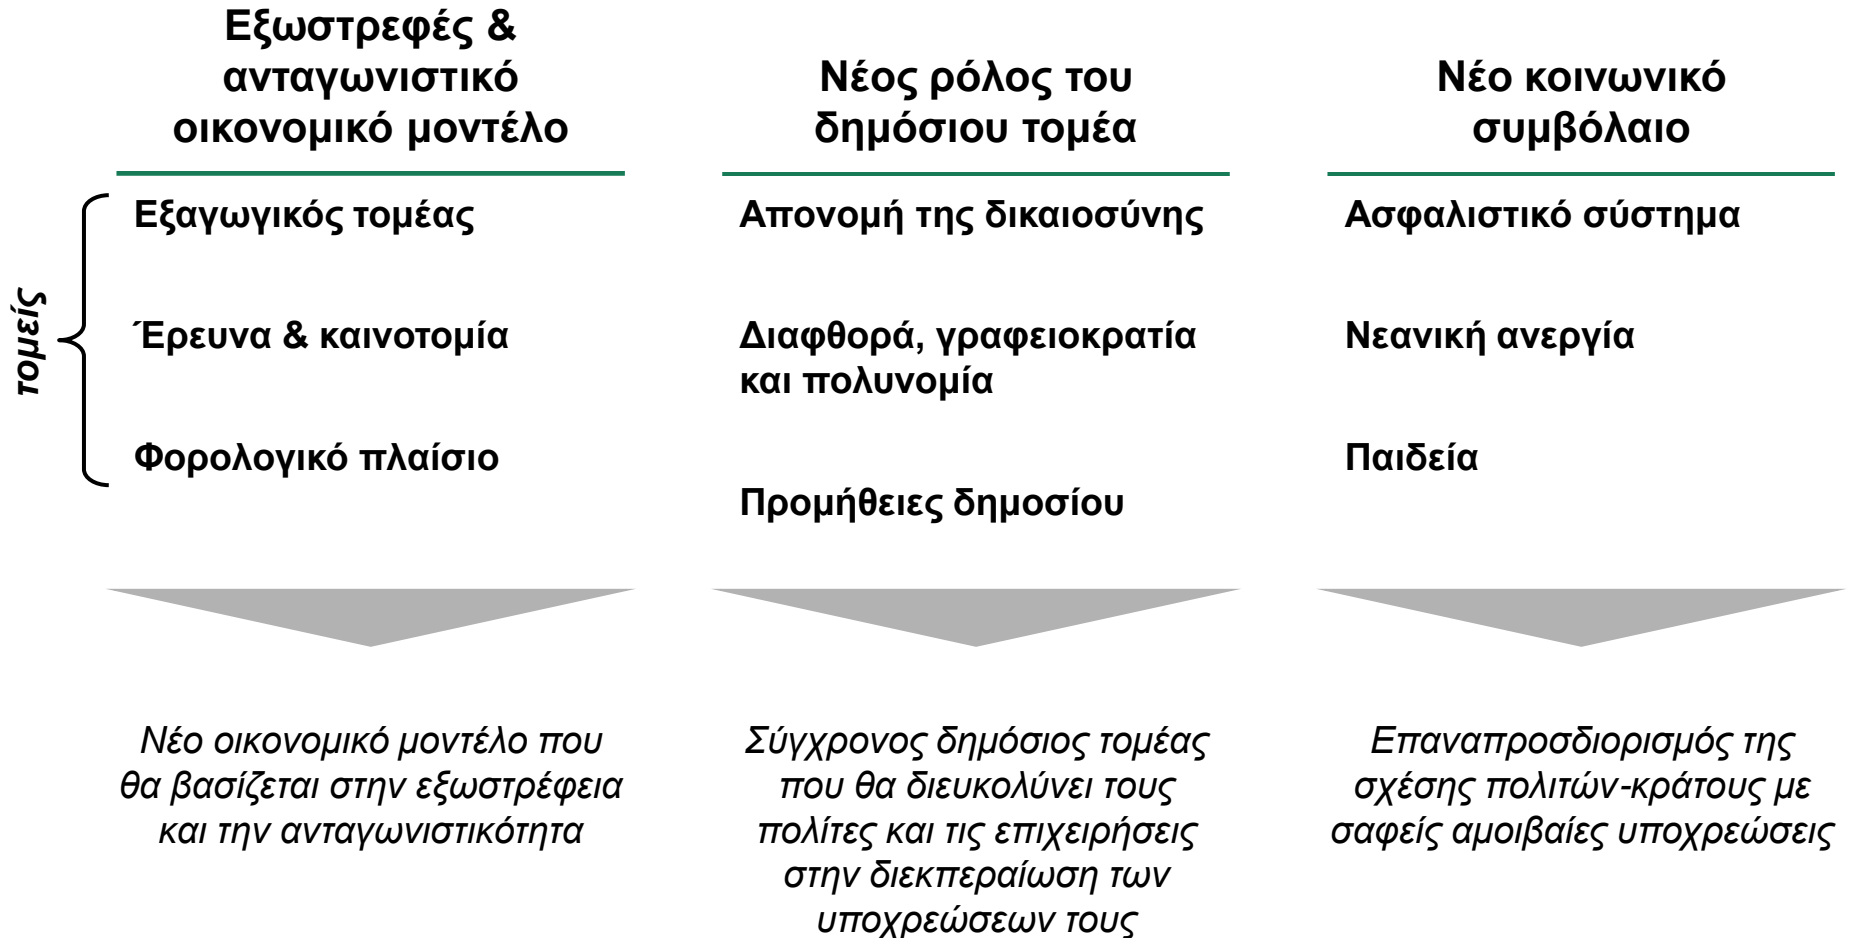 Εξωστρεφές &
ανταγωνιστικό
οικονομικό μοντέλο
Νέος ρόλος του
δημόσιου τομέα
Νέο κοινωνικό
συμβόλαιο
τομείς
Εξαγωγικός τομέας
Έρευνα & καινοτομία
Φορολογικό πλαίσιο
Απονομή της δικαιοσύνης
Διαφθορά, γραφειοκρατία
και πολυνομία
Προμήθειες δημοσίου
Ασφαλιστικό σύστημα
Νεανική ανεργία
Παιδεία
Νέο οικονομικό μοντέλο που
θα βασίζεται στην εξωστρέφεια
και την ανταγωνιστικότητα
Σύγχρονος δημόσιος τομέας
που θα διευκολύνει τους
πολίτες και τις επιχειρήσεις
στην διεκπεραίωση των
υποχρεώσεων τους
Επαναπροσδιορισμός της
σχέσης πολιτών-κράτους με
σαφείς αμοιβαίες υποχρεώσεις